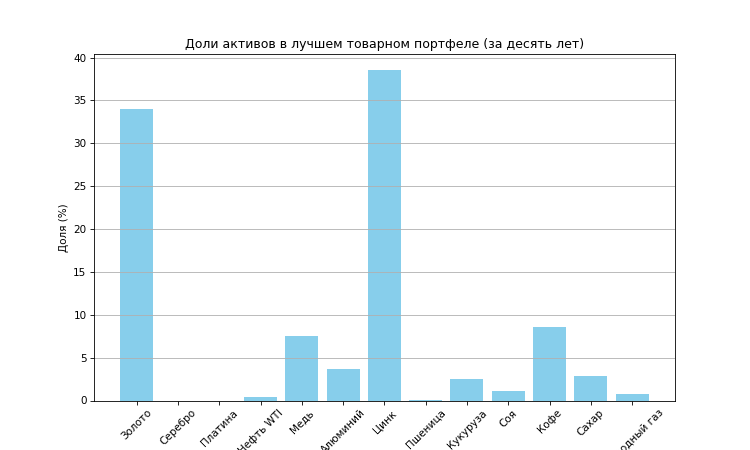 Доли активов в лучшем товарном портфеле (за десять лет)
Доля (%)
40
35
30
25
20
15
10
5
0
Золото
Серебро
Платина
Нефть WTI
Медь
Алюминий
Цинк
Пшеница
Кукуруза
Соя
Кофе
Сахар
одный газ